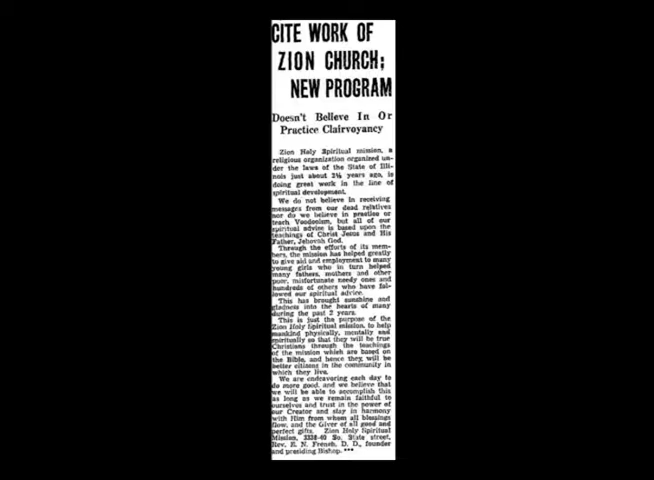 CITE WORK OF
ZION CHURCH;
NEW PROGRAM
Doesn't Believe In Or
Practice Clairvoyancy
Zion Holy Spiritual mission, a
religious organization organized un-
der the laws of the State of Illi-
nois just about 2½ years ago, is
doing great work in the line of
spiritual development.
We do not believe in receiving
messages from our dead relatives
nor do we believe in practice or
teach Voodooism, but all of our
spiritual advice is based upon the
teachings of Christ Jesus and His
Father, Jehovah God.
Through the efforts of its mem-
bers, the mission has helped greatly
to give aid and employment to many
young girls who in turn helped
many fathers, mothers and other
poor, misfortunate needy ones and
hundreds of others who have fol-
lowed our spiritual advice.
This has brought sunshine and
gladness into the hearts of many
during the past 2 years.
This is just the purpose of the
Zion Holy Spiritual mission, to help
mankind physically, mentally and
spiritually so that they will be true
Christians through the teachings
of the mission which are based on
the Bible, and hence they will be
better citizens in the community in
which they live.
We are endeavoring each day to
do more good, and we believe that
we will be able to accomplish this
as long as we remain faithful to
ourselves and trust in the power of
our Creator and stay in harmony
with Him from whom all blessings
flow, and the Giver of all good and
perfect gifts. Zion Holy Spiritual
Mission, 3338-40 So. State street,
Rev. E. N. French, D. D., founder
and presiding Bishop. ***